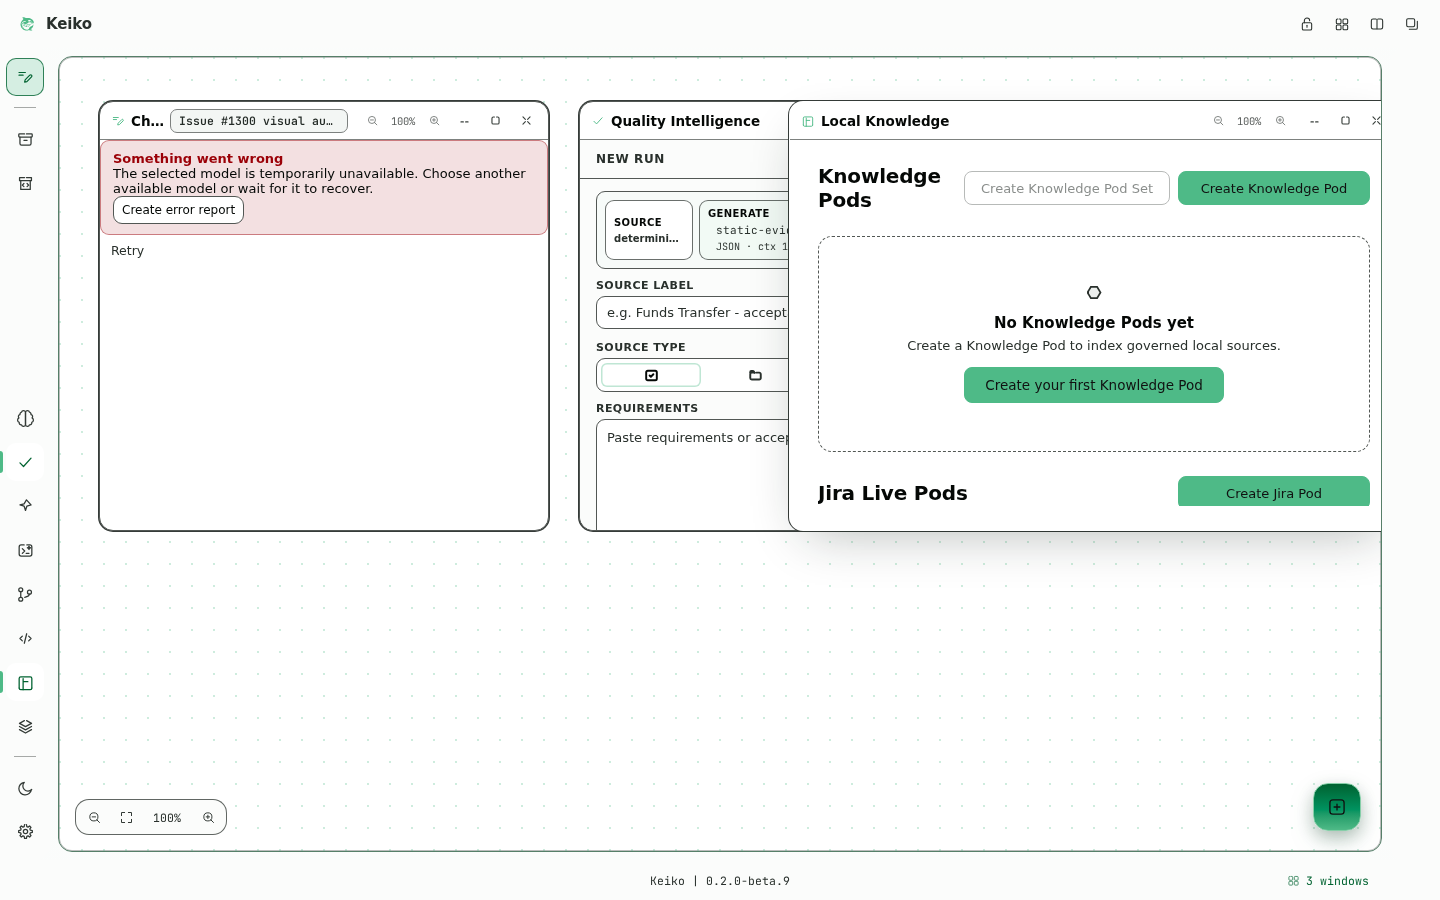 Keiko
Ch...
Issue #1300 visual au...
100%
--
Something went wrong
The selected model is temporarily unavailable. Choose another
available model or wait for it to recover.
Create error report
Retry
Quality Intelligence
NEW RUN
SOURCE
determini...
GENERATE
static-evi
JSON · ctx 1
SOURCE LABEL
e.g. Funds Transfer - accept
SOURCE TYPE
REQUIREMENTS
Paste requirements or accep
Local Knowledge
100%
--
Knowledge
Pods
Create Knowledge Pod Set
Create Knowledge Pod
No Knowledge Pods yet
Create a Knowledge Pod to index governed local sources.
Create your first Knowledge Pod
Jira Live Pods
Create Jira Pod
100%
Keiko | 0.2.0-beta.9
3 windows